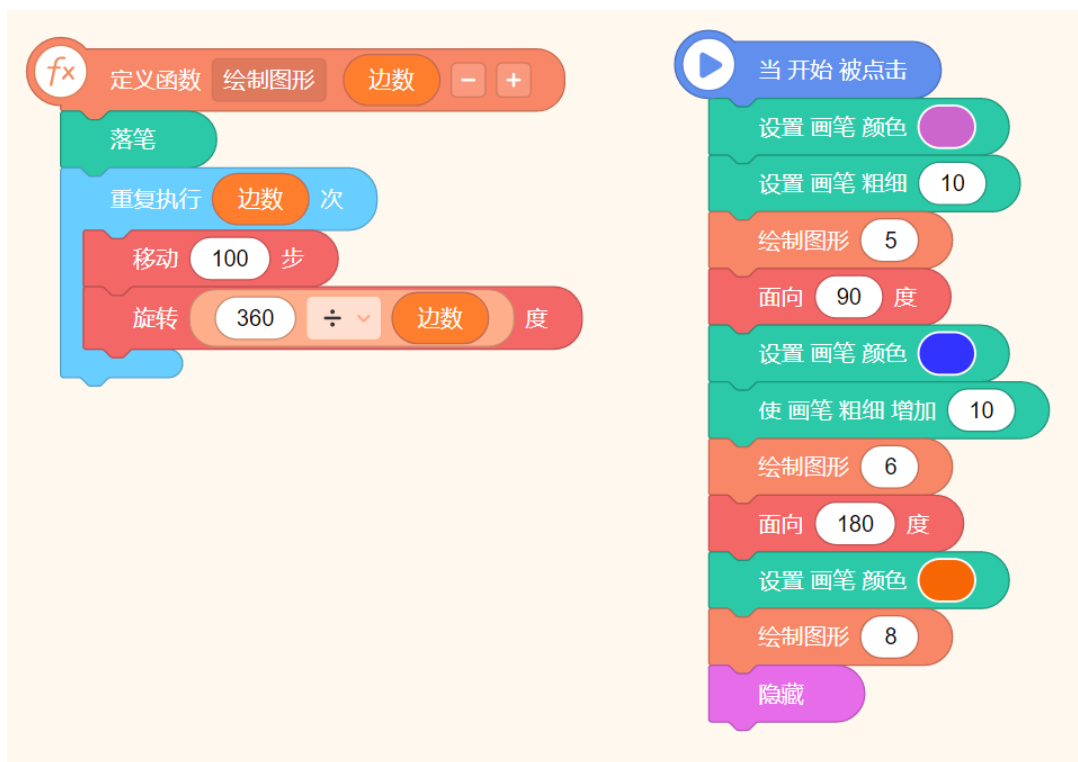 fx 定义函数 绘制图形 边数 - +
落笔
重复执行 边数 次
移动 100 步
旋转 360 ÷ 边数 度
当 开始 被点击
设置 画笔 颜色
设置 画笔 粗细 10
绘制图形 5
面向 90 度
设置 画笔 颜色
使 画笔 粗细 增加 10
绘制图形 6
面向 180 度
设置 画笔 颜色
绘制图形 8
隐藏